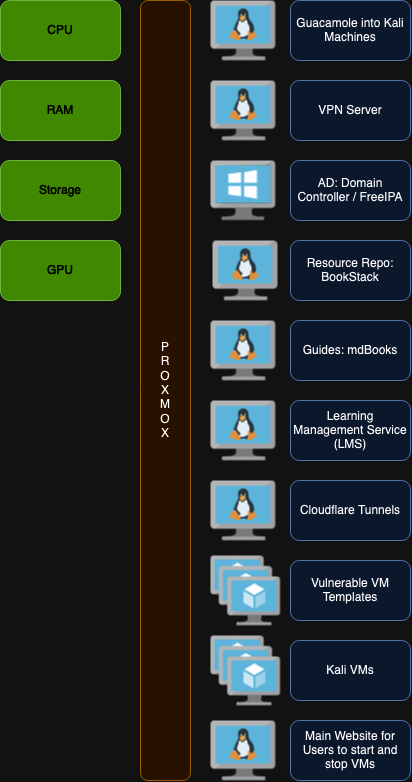 CPU
RAM
Storage
GPU
P
R
O
X
M
O
X
Guacamole into Kali
Machines
VPN Server
AD: Domain
Controller / FreeIPA
Resource Repo:
BookStack
Guides: mdBooks
Learning
Management Service
(LMS)
Cloudflare Tunnels
Vulnerable VM
Templates
Kali VMs
Main Website for
Users to start and
stop VMs